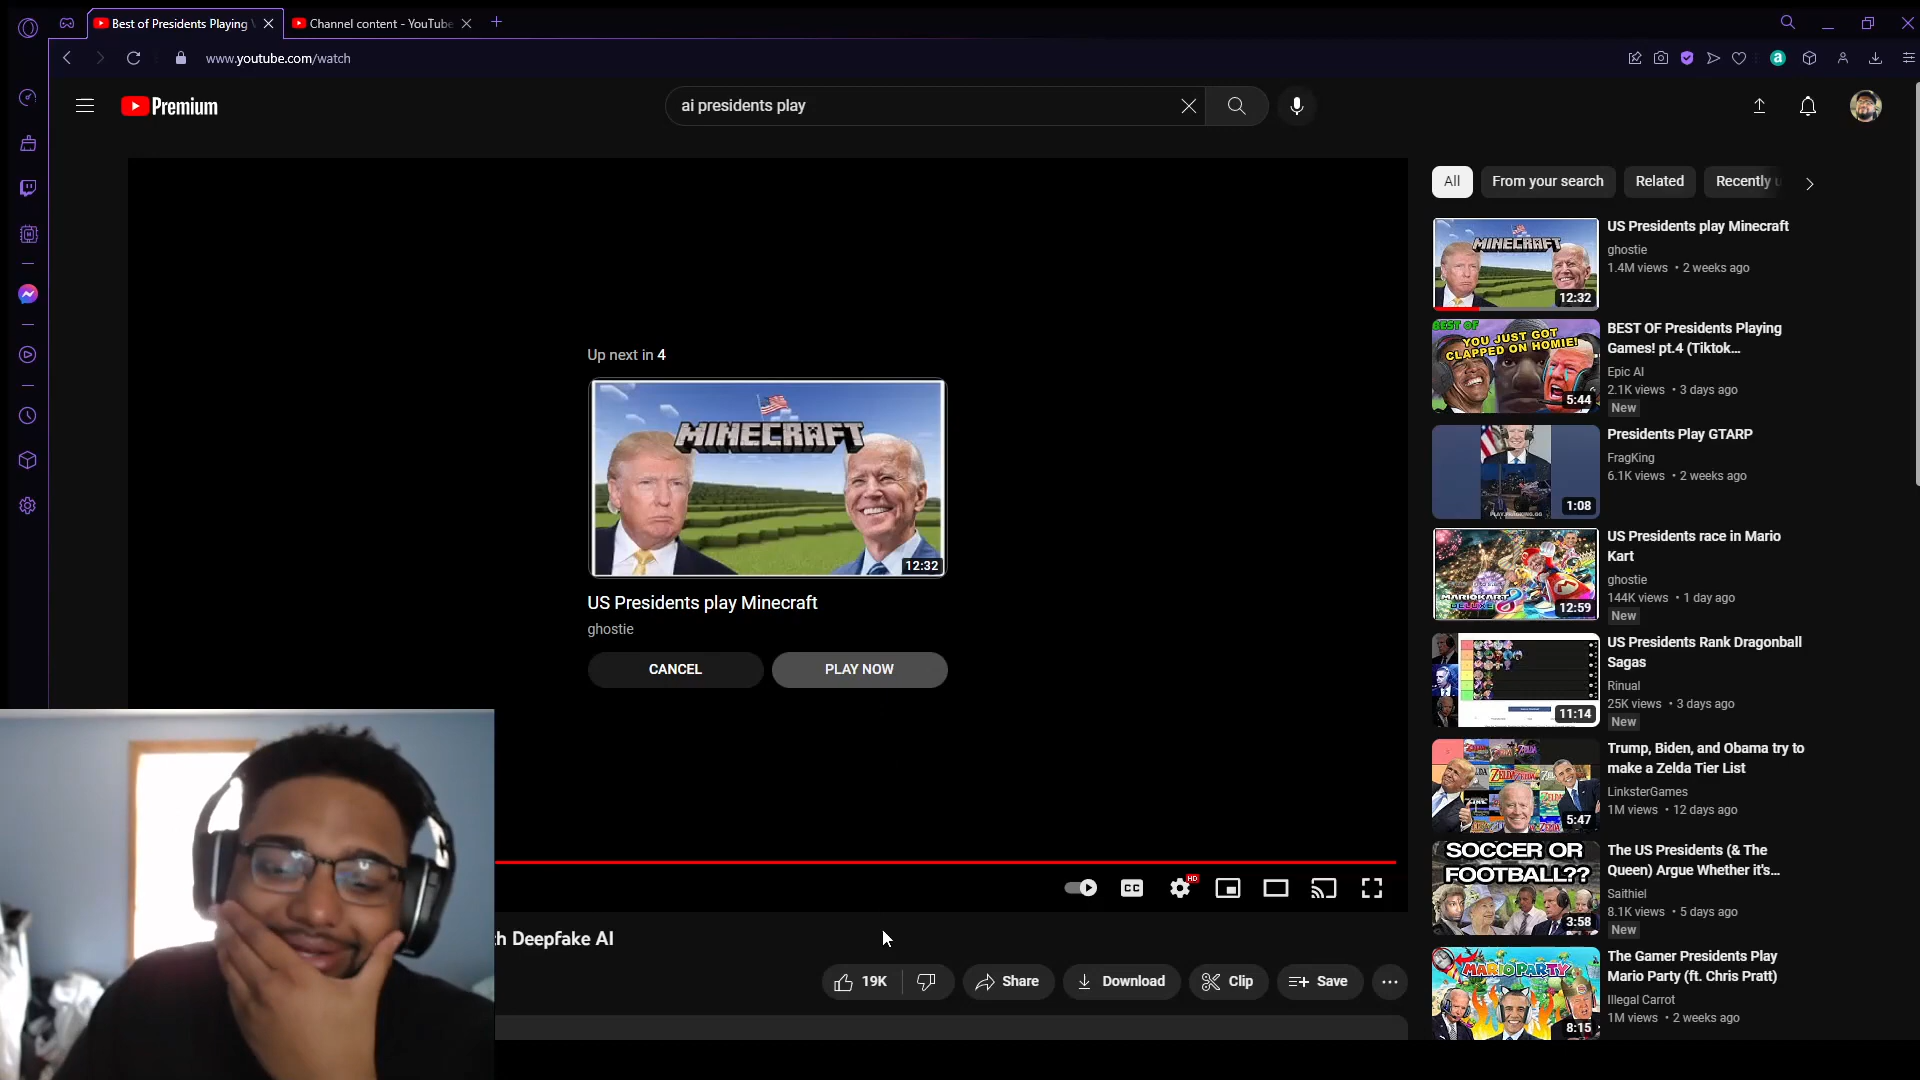 Best of Presidents Playing
Channel content - YouTube
www.youtube.com/watch
Premium
ai presidents play
Up next in 4
MINECRAFT
12:32
US Presidents play Minecraft
ghostie
CANCEL
PLAY NOW
CC
HD
h Deepfake AI
19K
Share
Download
Clip
Save
All
From your search
Related
Recently
MINECRAFT
12:32
US Presidents play Minecraft
ghostie
1.4M views • 2 weeks ago
BEST OF
YOU JUST GOT
CLAPPED ON HOMIE!
5:44
BEST OF Presidents Playing
Games! pt.4 (Tiktok...
Epic AI
2.1K views • 3 days ago
New
1:08
Presidents Play GTARP
FragKing
6.1K views • 2 weeks ago
MARIOKART
DELUXE
8
12:59
US Presidents race in Mario
Kart
ghostie
144K views • 1 day ago
New
11:14
US Presidents Rank Dragonball
Sagas
Rinual
25K views • 3 days ago
New
ZELDA
5:47
Trump, Biden, and Obama try to
make a Zelda Tier List
LinksterGames
1M views • 12 days ago
SOCCER OR
FOOTBALL??
3:58
The US Presidents (& The
Queen) Argue Whether it's...
Saithiel
8.1K views • 5 days ago
New
MARIOPARTY
8:15
The Gamer Presidents Play
Mario Party (ft. Chris Pratt)
Illegal Carrot
1M views • 2 weeks ago